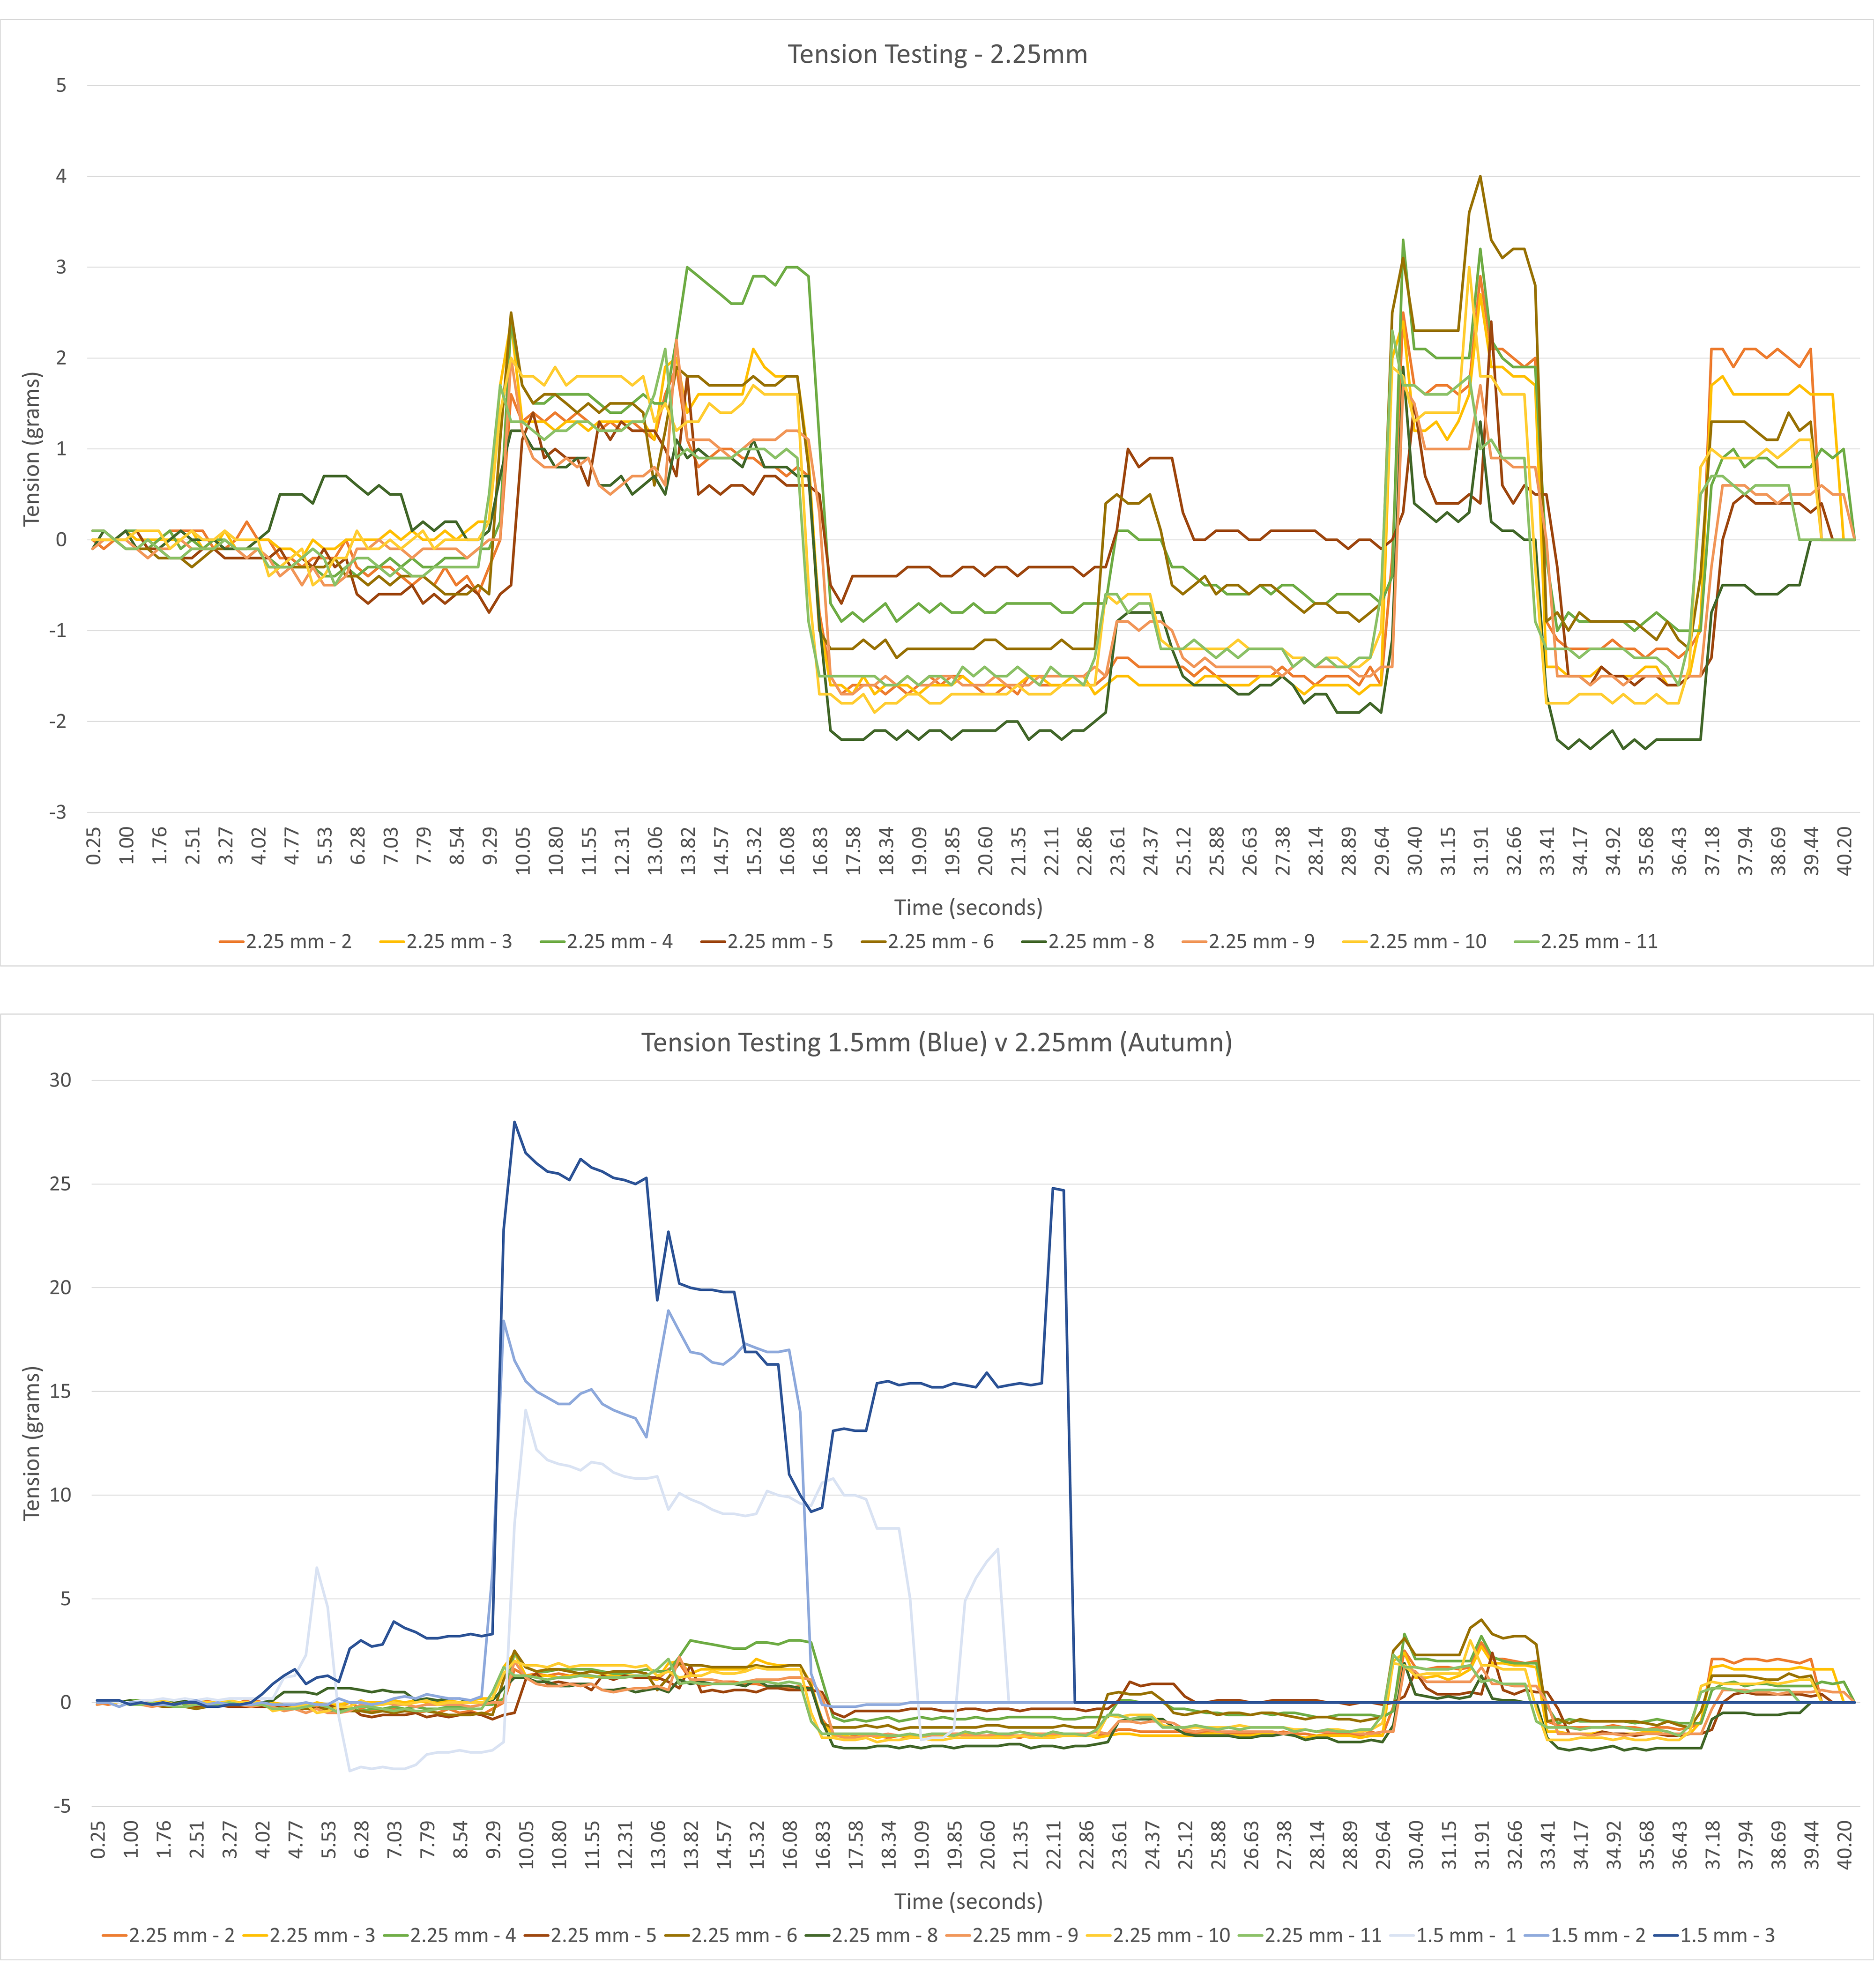 Tension Testing - 2.25mm
5
4
3
2
1
0
-1
-2
-3
Tension (grams)
0.25 1.00 1.76 2.51 3.27 4.02 4.77 5.53 6.28 7.03 7.79 8.54 9.29 10.05 10.80 11.55 12.31 13.06 13.82 14.57 15.32 16.08 16.83 17.58 18.34 19.09 19.85 20.60 21.35 22.11 22.86 23.61 24.37 25.12 25.88 26.63 27.38 28.14 28.89 29.64 30.40 31.15 31.91 32.66 33.41 34.17 34.92 35.68 36.43 37.18 37.94 38.69 39.44 40.20
Time (seconds)
2.25 mm - 2 2.25 mm - 3 2.25 mm - 4 2.25 mm - 5 2.25 mm - 6 2.25 mm - 8 2.25 mm - 9 2.25 mm - 10 2.25 mm - 11
Tension Testing 1.5mm (Blue) v 2.25mm (Autumn)
30
25
20
15
10
5
0
-5
Tension (grams)
0.25 1.00 1.76 2.51 3.27 4.02 4.77 5.53 6.28 7.03 7.79 8.54 9.29 10.05 10.80 11.55 12.31 13.06 13.82 14.57 15.32 16.08 16.83 17.58 18.34 19.09 19.85 20.60 21.35 22.11 22.86 23.61 24.37 25.12 25.88 26.63 27.38 28.14 28.89 29.64 30.40 31.15 31.91 32.66 33.41 34.17 34.92 35.68 36.43 37.18 37.94 38.69 39.44 40.20
Time (seconds)
2.25 mm - 2 2.25 mm - 3 2.25 mm - 4 2.25 mm - 5 2.25 mm - 6 2.25 mm - 8 2.25 mm - 9 2.25 mm - 10 2.25 mm - 11 1.5 mm - 1 1.5 mm - 2 1.5 mm - 3